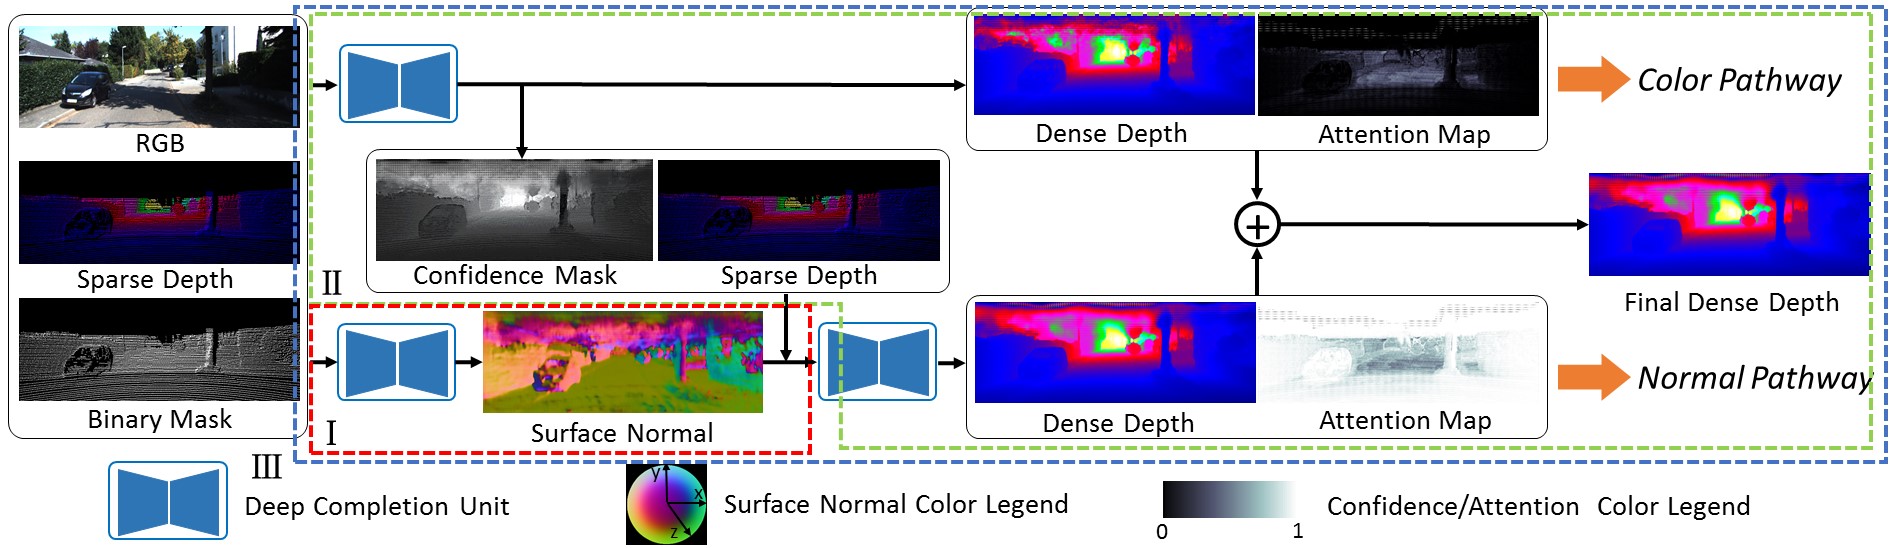 RGB
Sparse Depth
Binary Mask
Dense Depth
Attention Map
Color Pathway
Confidence Mask
Sparse Depth
II
Final Dense Depth
I
Surface Normal
Dense Depth
Attention Map
Normal Pathway
III
Deep Completion Unit
y
x
z
Surface Normal Color Legend
0
1
Confidence/Attention Color Legend